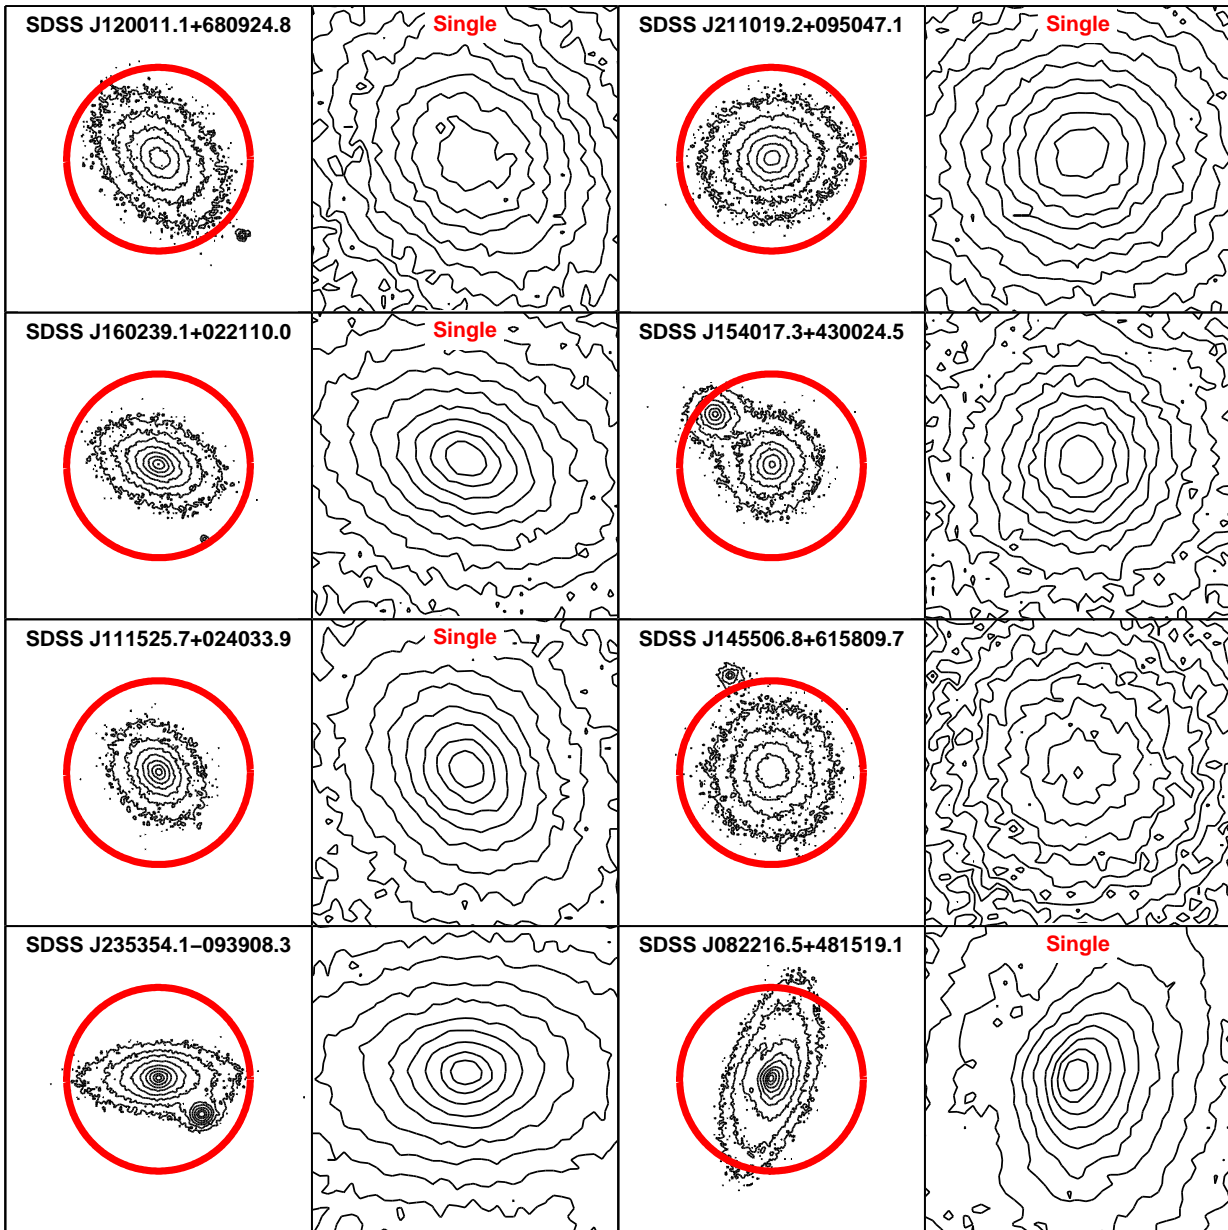 SDSS J120011.1+680924.8
Single
SDSS J211019.2+095047.1
Single
SDSS J160239.1+022110.0
Single
SDSS J154017.3+430024.5
SDSS J111525.7+024033.9
Single
SDSS J145506.8+615809.7
SDSS J235354.1−093908.3
SDSS J082216.5+481519.1
Single